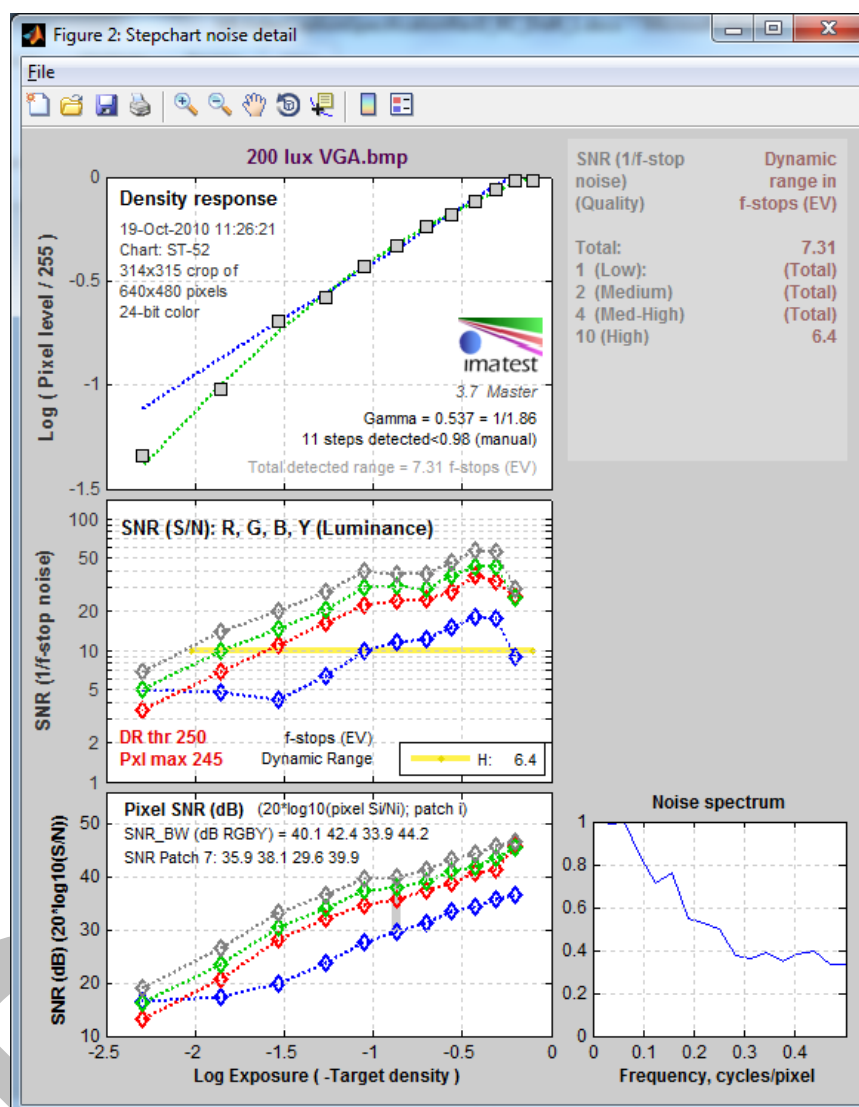 Figure 2: Stepchart noise detail
File
200 lux VGA.bmp
Density response
19-Oct-2010 11:26:21
Chart: ST-52
314x315 crop of
640x480 pixels
24-bit color
imatest
3.7 Master
Gamma = 0.537 = 1/1.86
11 steps detected<0.98 (manual)
Total detected range = 7.31 f-stops (EV)
Log ( Pixel level / 255 )
0
-0.5
-1
-1.5
SNR (1/f-stop noise) (Quality)
Dynamic range in f-stops (EV)
Total: 7.31
1 (Low): (Total)
2 (Medium) (Total)
4 (Med-High) (Total)
10 (High) 6.4
SNR (S/N): R, G, B, Y (Luminance)
SNR (1/f-stop noise)
100
50
20
10
5
2
1
DR thr 250
Pxl max 245
f-stops (EV)
Dynamic Range
H: 6.4
Pixel SNR (dB) (20*log10(pixel Si/Ni); patch i)
SNR_BW (dB RGBY) = 40.1 42.4 33.9 44.2
SNR Patch 7: 35.9 38.1 29.6 39.9
SNR (dB) (20*log10(S/N))
50
40
30
20
10
-2.5 -2 -1.5 -1 -0.5 0
Log Exposure ( -Target density )
Noise spectrum
1
0.8
0.6
0.4
0.2
0
0 0.1 0.2 0.3 0.4
Frequency, cycles/pixel